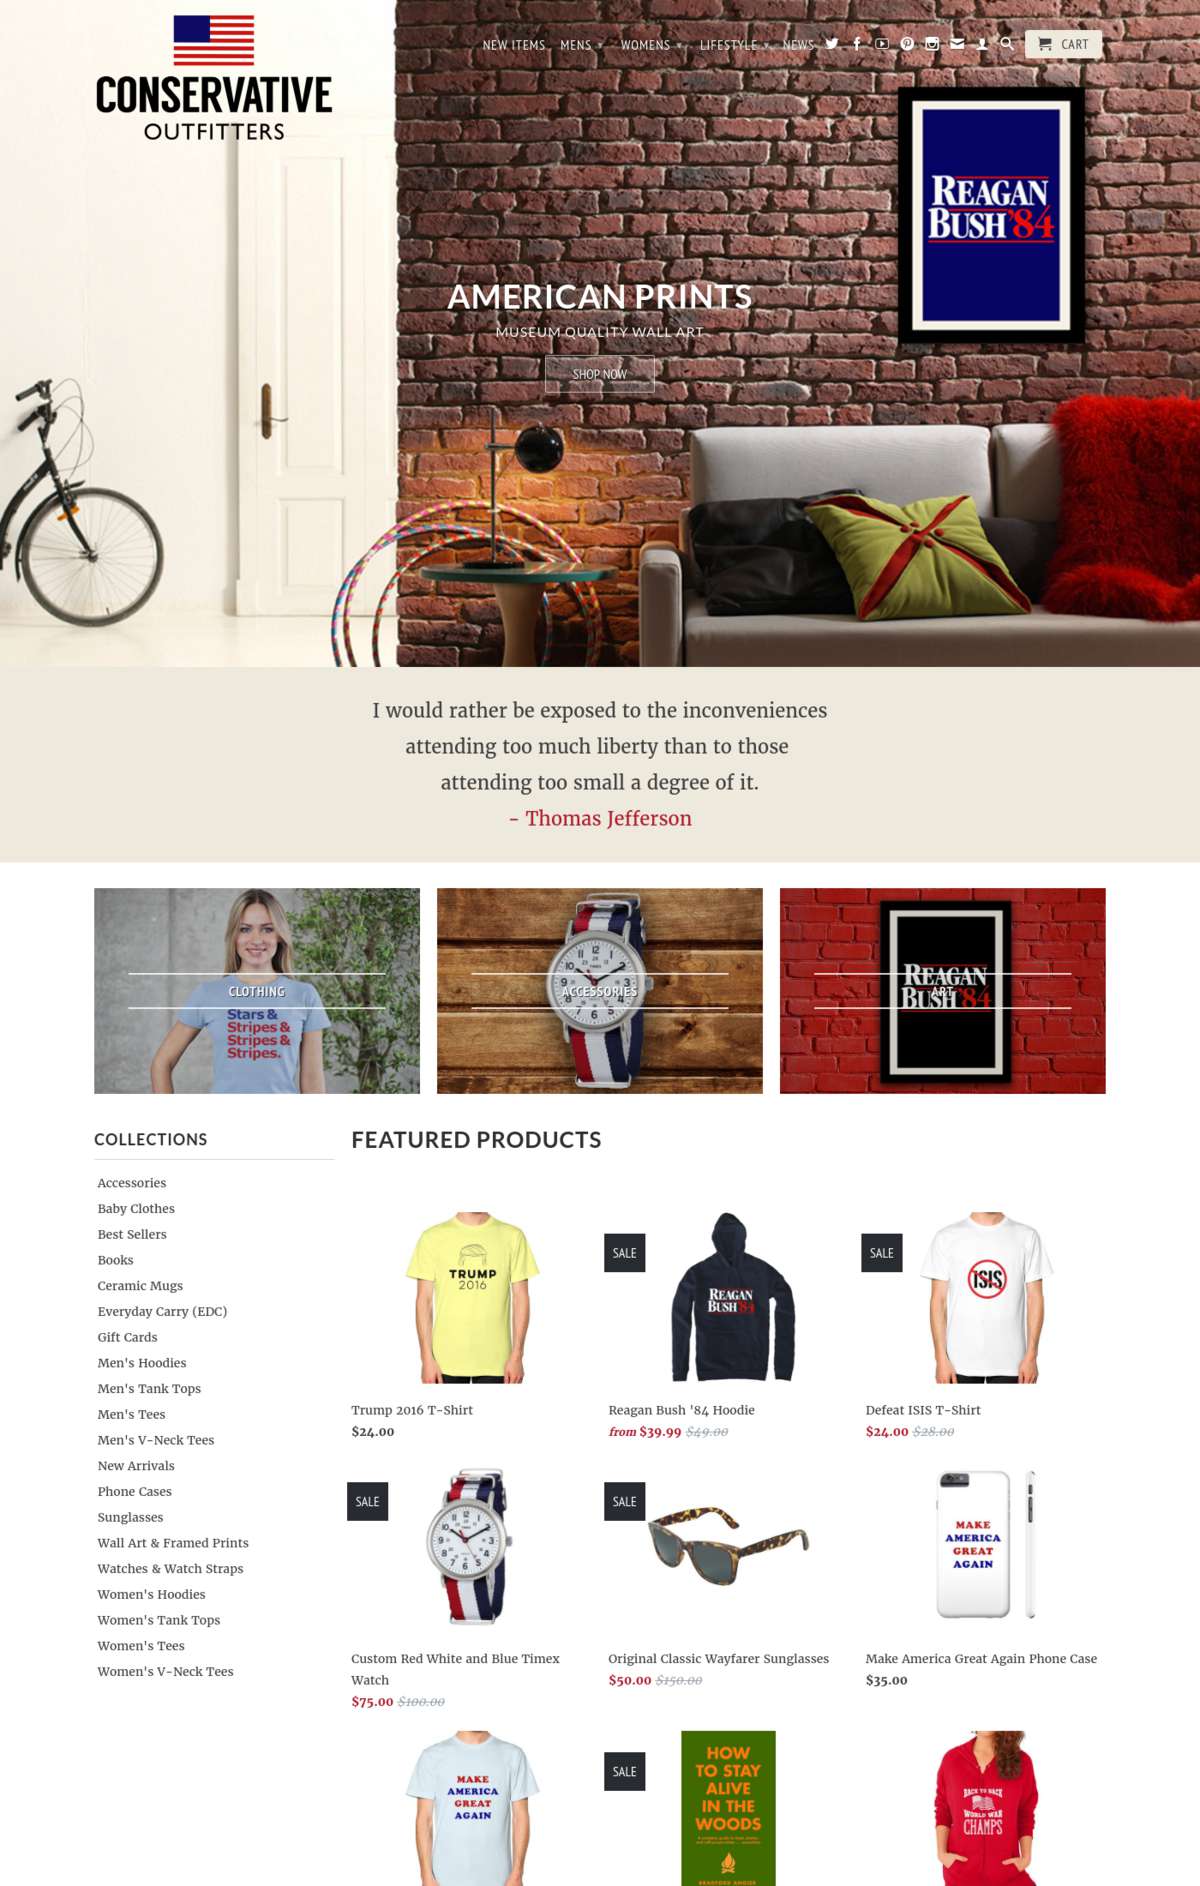 CONSERVATIVE
OUTFITTERS
NEW ITEMS MENS ▾ WOMENS ▾ LIFESTYLE ▾ NEWS CART
REAGAN
BUSH'84
AMERICAN PRINTS
MUSEUM QUALITY WALL ART
SHOP NOW
I would rather be exposed to the inconveniences
attending too much liberty than to those
attending too small a degree of it.
- Thomas Jefferson
CLOTHING
Stars &
Stripes &
Stripes &
Stripes.
ACCESSORIES
REAGAN
BUSH'84
ART
COLLECTIONS
Accessories
Baby Clothes
Best Sellers
Books
Ceramic Mugs
Everyday Carry (EDC)
Gift Cards
Men's Hoodies
Men's Tank Tops
Men's Tees
Men's V-Neck Tees
New Arrivals
Phone Cases
Sunglasses
Wall Art & Framed Prints
Watches & Watch Straps
Women's Hoodies
Women's Tank Tops
Women's Tees
Women's V-Neck Tees
FEATURED PRODUCTS
TRUMP
2016
Trump 2016 T-Shirt
$24.00
SALE
REAGAN
BUSH'84
Reagan Bush '84 Hoodie
from $39.99 $49.00
SALE
ISIS
Defeat ISIS T-Shirt
$24.00 $28.00
SALE
Custom Red White and Blue Timex
Watch
$75.00 $100.00
SALE
Original Classic Wayfarer Sunglasses
$50.00 $150.00
MAKE
AMERICA
GREAT
AGAIN
Make America Great Again Phone Case
$35.00
MAKE
AMERICA
GREAT
AGAIN
SALE
HOW
TO STAY
ALIVE
IN THE
WOODS
BRADFORD ANGIER
BACK TO BACK
WORLD WAR
CHAMPS